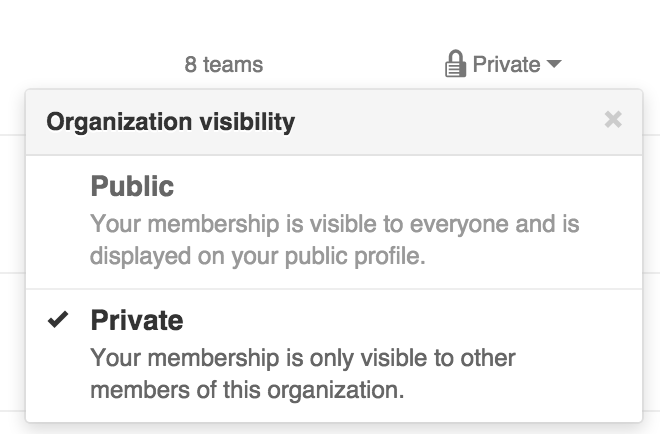 8 teams Private
Organization visibility
Public
Your membership is visible to everyone and is
displayed on your public profile.
Private
Your membership is only visible to other
members of this organization.